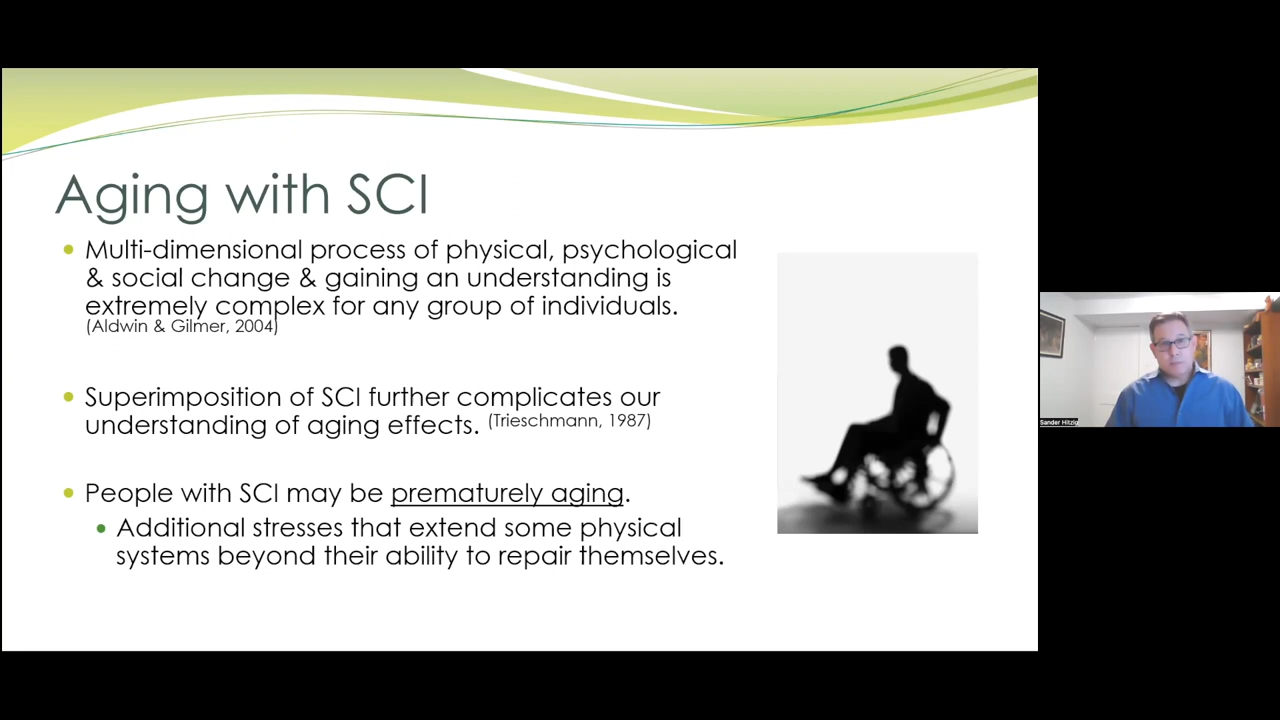 Aging with SCI
• Multi-dimensional process of physical, psychological
& social change & gaining an understanding is
extremely complex for any group of individuals.
(Aldwin & Gilmer, 2004)
• Superimposition of SCI further complicates our
understanding of aging effects. (Trieschmann, 1987)
• People with SCI may be prematurely aging.
• Additional stresses that extend some physical
systems beyond their ability to repair themselves.
Sander Hitzig